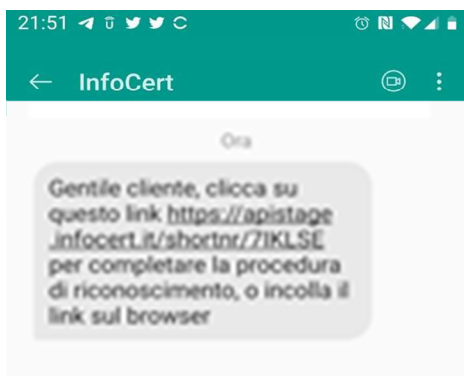 21:51
InfoCert
Ora
Gentile cliente, clicca su
questo link https://apistage
.infocert.it/shortnr/7IKLSE
per completare la procedura
di riconoscimento, o incolla il
link sul browser